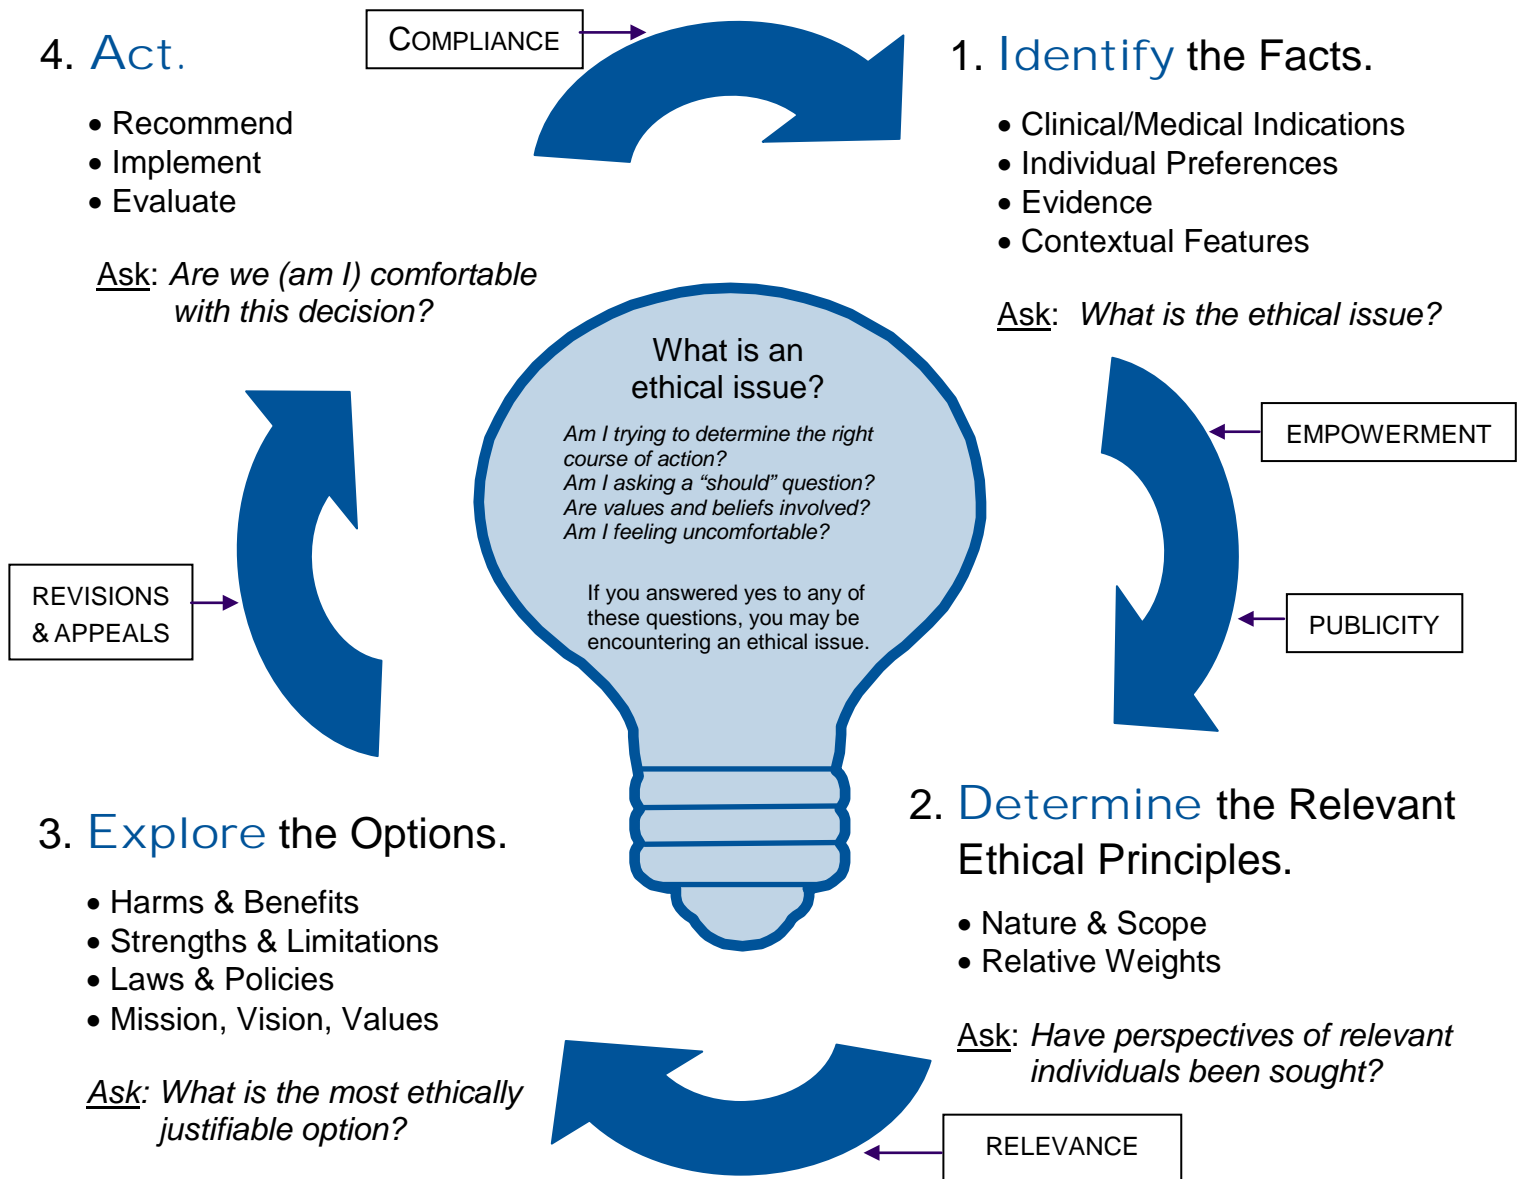 COMPLIANCE
1. Identify the Facts.
• Clinical/Medical Indications
• Individual Preferences
• Evidence
• Contextual Features
Ask: What is the ethical issue?
EMPOWERMENT
PUBLICITY
2. Determine the Relevant
Ethical Principles.
• Nature & Scope
• Relative Weights
Ask: Have perspectives of relevant
individuals been sought?
RELEVANCE
3. Explore the Options.
• Harms & Benefits
• Strengths & Limitations
• Laws & Policies
• Mission, Vision, Values
Ask: What is the most ethically
justifiable option?
REVISIONS
& APPEALS
4. Act.
• Recommend
• Implement
• Evaluate
Ask: Are we (am I) comfortable
with this decision?
What is an
ethical issue?
Am I trying to determine the right
course of action?
Am I asking a “should” question?
Are values and beliefs involved?
Am I feeling uncomfortable?
If you answered yes to any of
these questions, you may be
encountering an ethical issue.